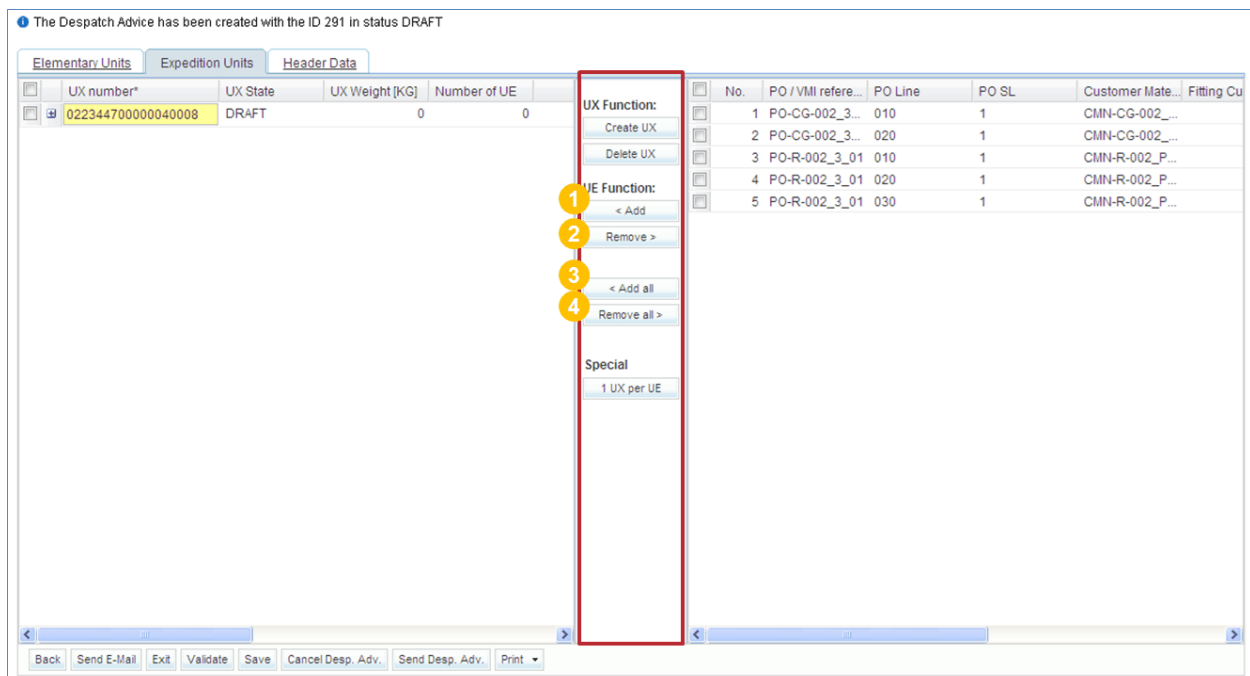 The Despatch Advice has been created with the ID 291 in status DRAFT
Elementary Units Expedition Units Header Data
UX number* UX State UX Weight [KG] Number of UE
022344700000040008 DRAFT 0 0
UX Function:
Create UX
Delete UX
UE Function:
1 < Add
2 Remove >
3 < Add all
4 Remove all >
Special
1 UX per UE
No. PO / VMI refere... PO Line PO SL Customer Mate... Fitting Cu
1 PO-CG-002_3... 010 1 CMN-CG-002_...
2 PO-CG-002_3... 020 1 CMN-CG-002_...
3 PO-R-002_3_01 010 1 CMN-R-002_P...
4 PO-R-002_3_01 020 1 CMN-R-002_P...
5 PO-R-002_3_01 030 1 CMN-R-002_P...
Back Send E-Mail Exit Validate Save Cancel Desp. Adv. Send Desp. Adv. Print